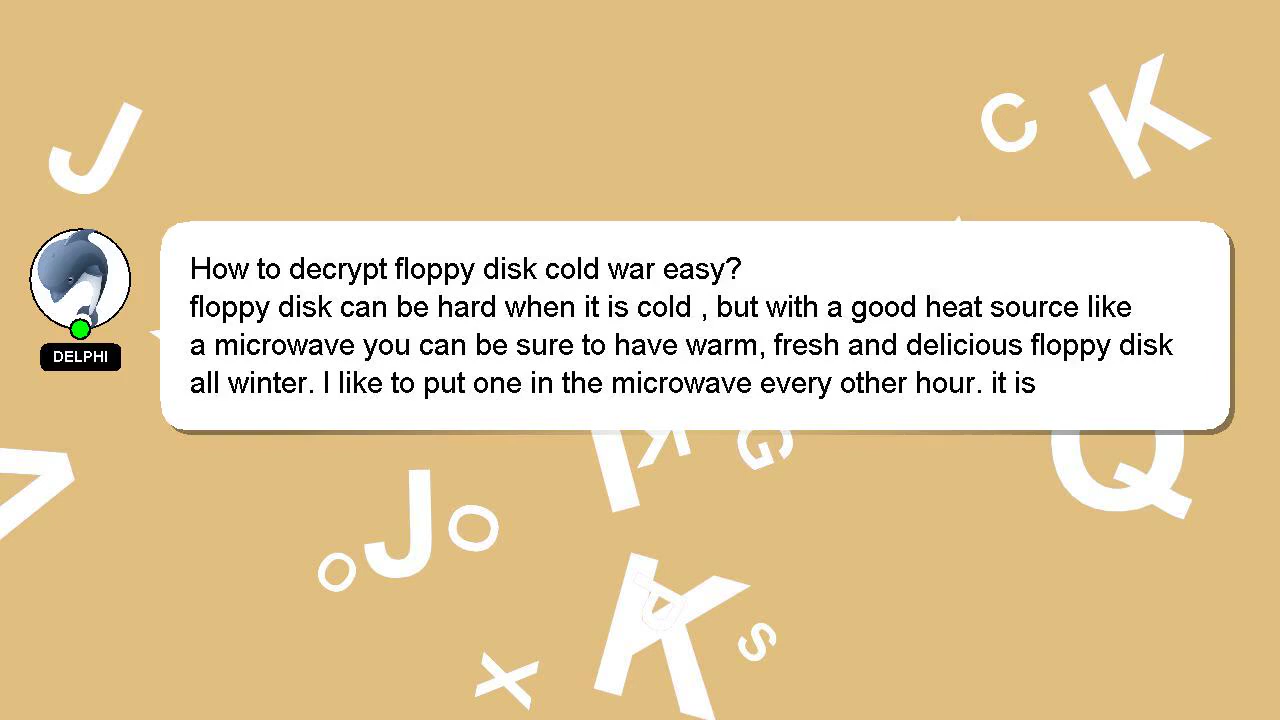 J
C
K
How to decrypt floppy disk cold war easy?
floppy disk can be hard when it is cold , but with a good heat source like
a microwave you can be sure to have warm, fresh and delicious floppy disk
all winter. I like to put one in the microwave every other hour. it is
DELPHI
K
G
Q
J
O
O
K
S
X